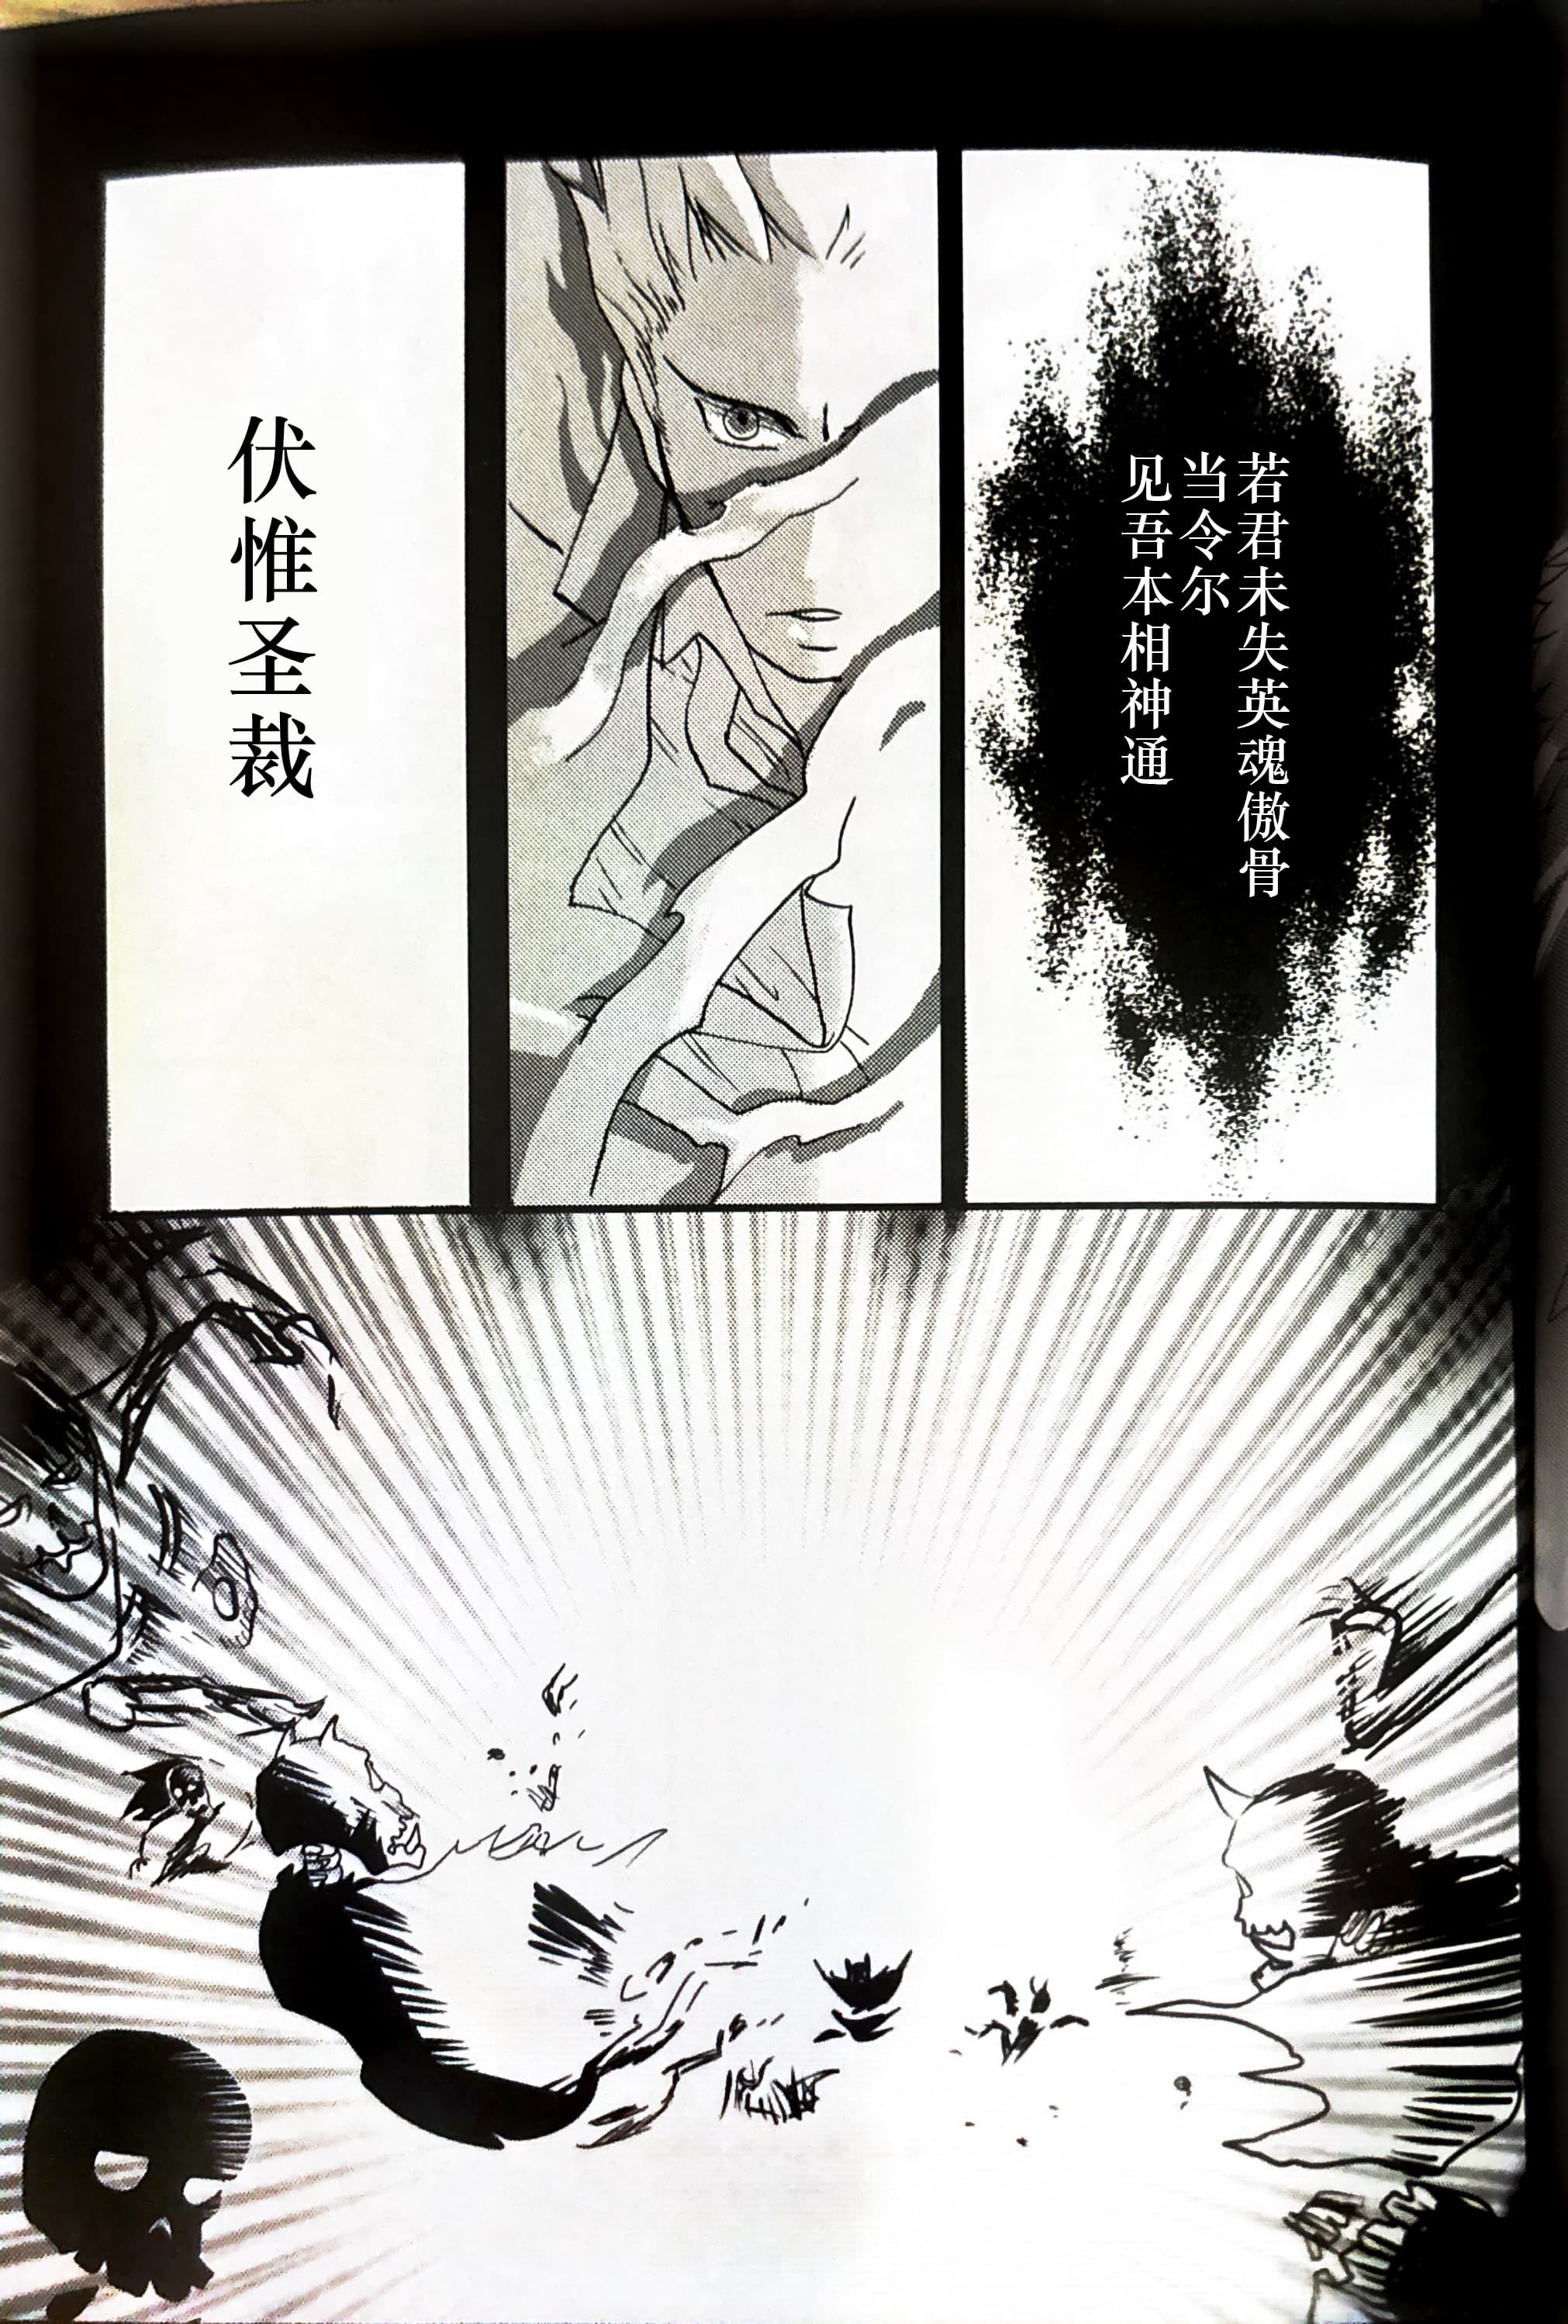 若君未失英魂傲骨
当令尔
见吾本相神通
伏惟圣裁